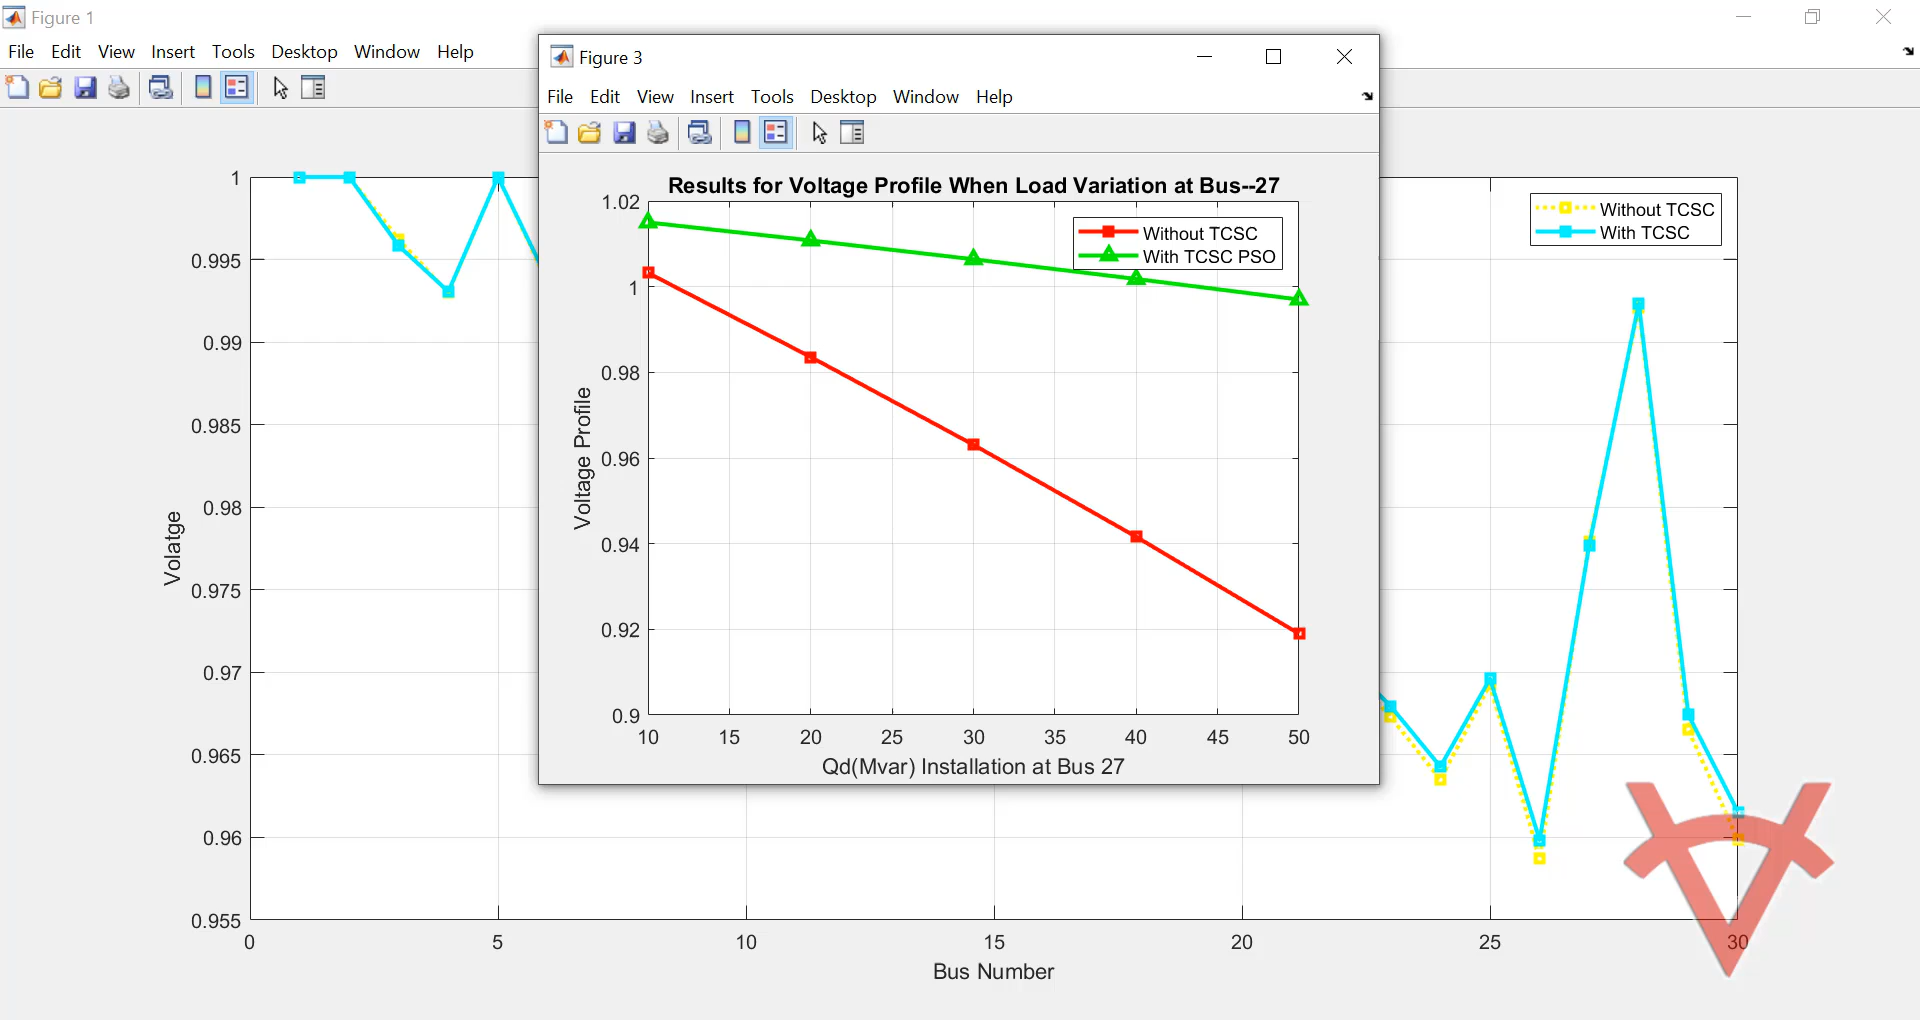 Figure 1
File Edit View Insert Tools Desktop Window Help
1
0.995
0.99
0.985
0.98
0.975
0.97
0.965
0.96
0.955
Volatge
0 5 10 15 20 25 30
Bus Number
Without TCSC
With TCSC
Figure 3
File Edit View Insert Tools Desktop Window Help
Results for Voltage Profile When Load Variation at Bus--27
1.02
1
0.98
0.96
0.94
0.92
0.9
Voltage Profile
Without TCSC
With TCSC PSO
10 15 20 25 30 35 40 45 50
Qd(Mvar) Installation at Bus 27